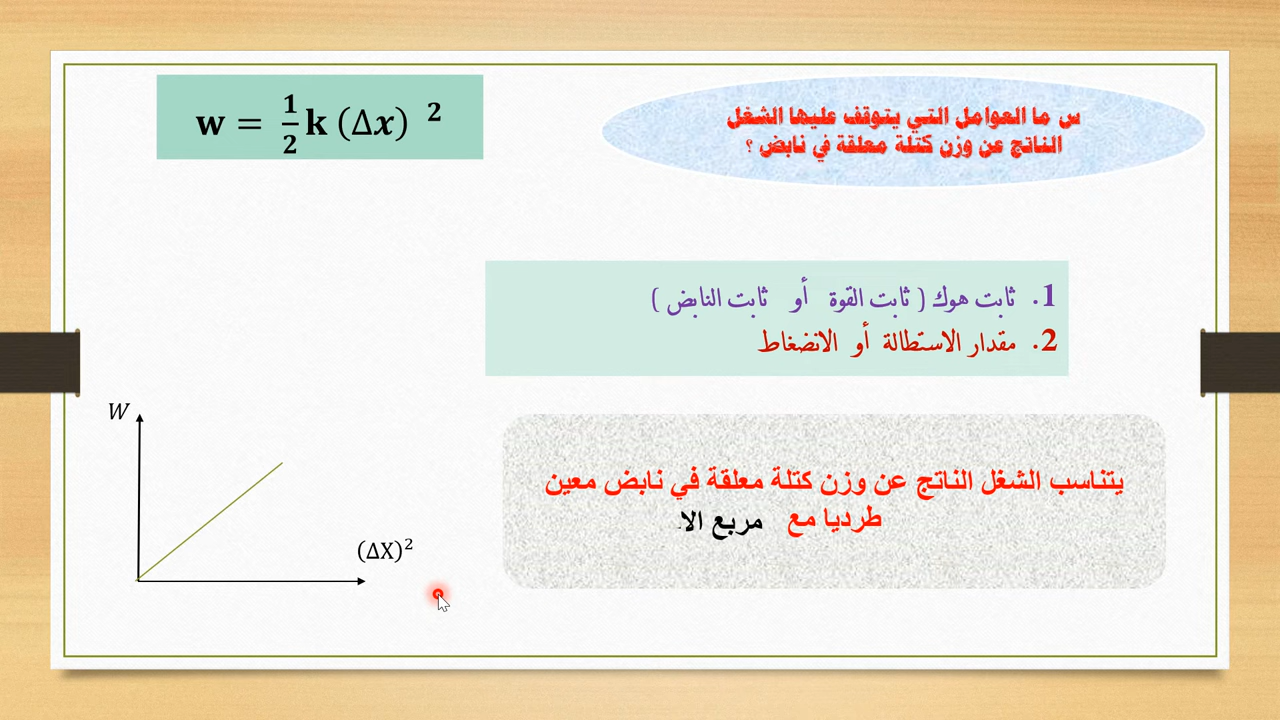 س ما العوامل التي يتوقف عليها الشغل
الناتج عن وزن كتلة معلقة في نابض ؟
w = 1/2 k (Δx) ²
1. ثابت هوك ( ثابت القوة أو ثابت النابض )
2. مقدار الاستطالة أو الانضغاط
يتناسب الشغل الناتج عن وزن كتلة معلقة في نابض معين
طرديا مع مربع الا
W
(ΔX)²